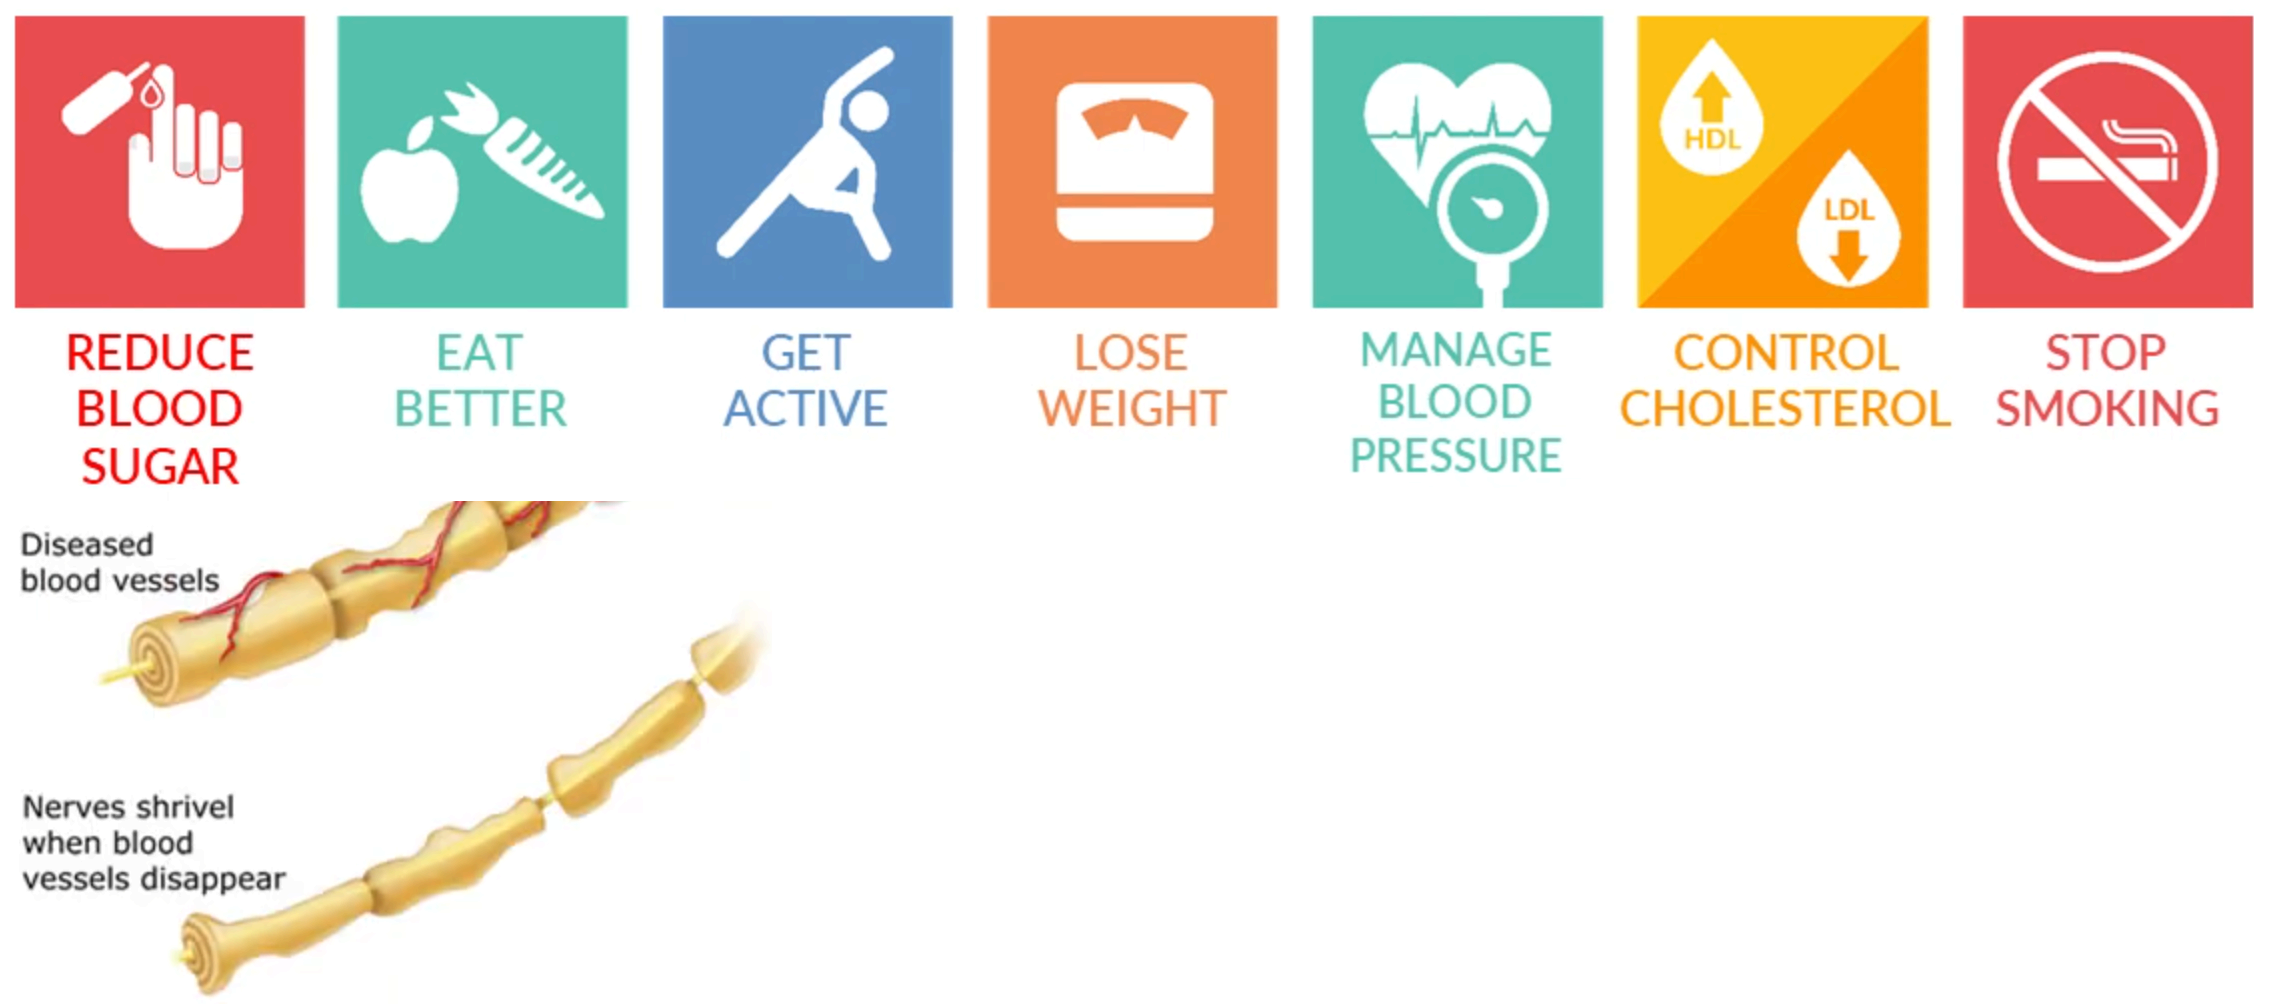 HDL
LDL
REDUCE
BLOOD
SUGAR
EAT
BETTER
GET
ACTIVE
LOSE
WEIGHT
MANAGE
BLOOD
PRESSURE
CONTROL
CHOLESTEROL
STOP
SMOKING
Diseased
blood vessels
Nerves shrivel
when blood
vessels disappear